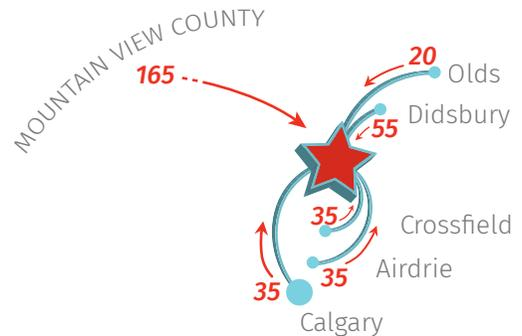 MOUNTAIN VIEW COUNTY
165
20
Olds
Didsbury
55
35
Crossfield
35
Airdrie
35
Calgary